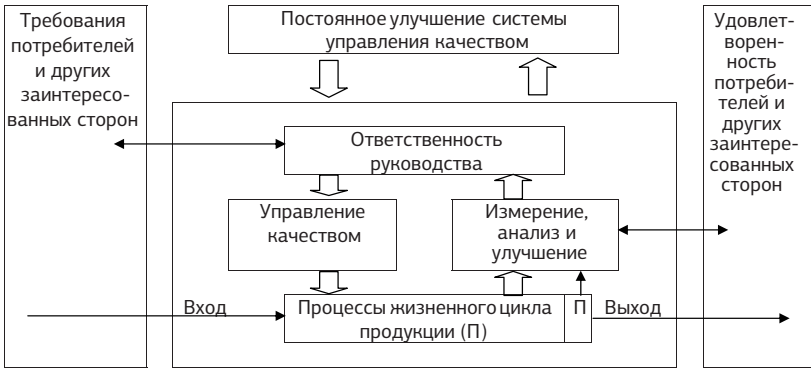 Требования
потребителей
и других
заинтересо-
ванных сторон
Постоянное улучшение системы
управления качеством
Удовлет-
ворен-
ность
потреби-
телей и
других
заинтере-
сованных
сторон
Ответственность
руководства
Управление
качеством
Измерение,
анализ и
улучшение
Вход
Процессы жизненного цикла
продукции (П)
П
Выход